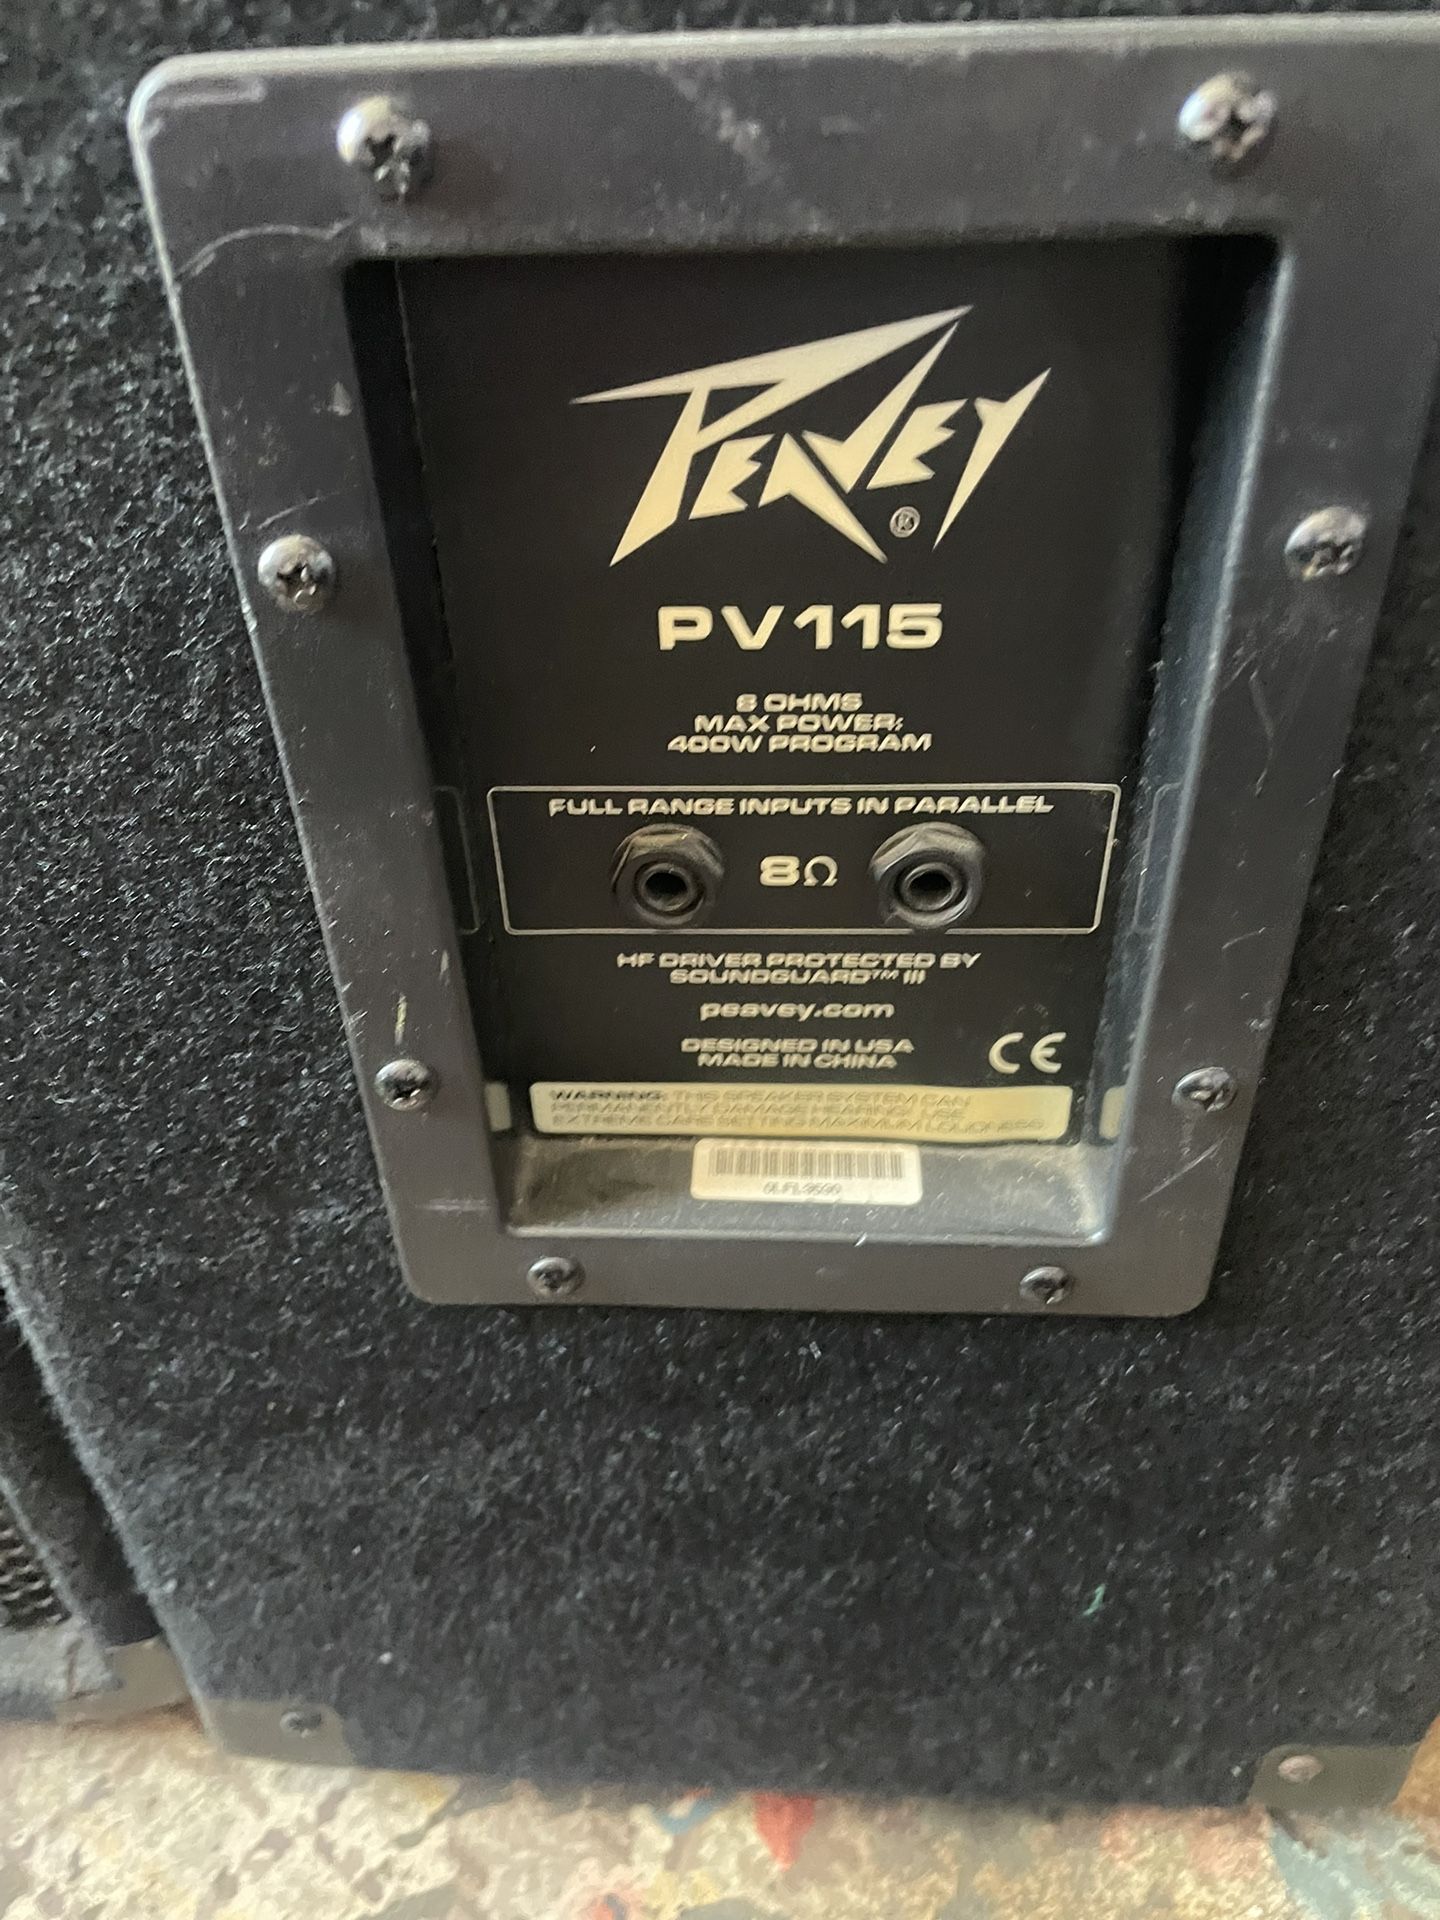 PEAVEY®
PV115
8 OHMS
MAX POWER:
400W PROGRAM
FULL RANGE INPUTS IN PARALLEL
8Ω
HF DRIVER PROTECTED BY
SOUNDGUARD™ III
peavey.com
DESIGNED IN USA
MADE IN CHINA
CE
WARNING: THIS SPEAKER SYSTEM CAN
PERMANENTLY DAMAGE HEARING! USE
EXTREME CARE SETTING MAXIMUM LOUDNESS.